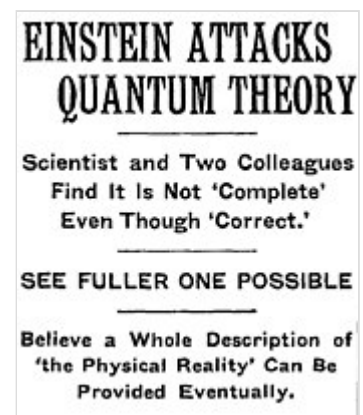 EINSTEIN ATTACKS
QUANTUM THEORY
Scientist and Two Colleagues
Find It Is Not ‘Complete’
Even Though ‘Correct.’
SEE FULLER ONE POSSIBLE
Believe a Whole Description of
‘the Physical Reality’ Can Be
Provided Eventually.